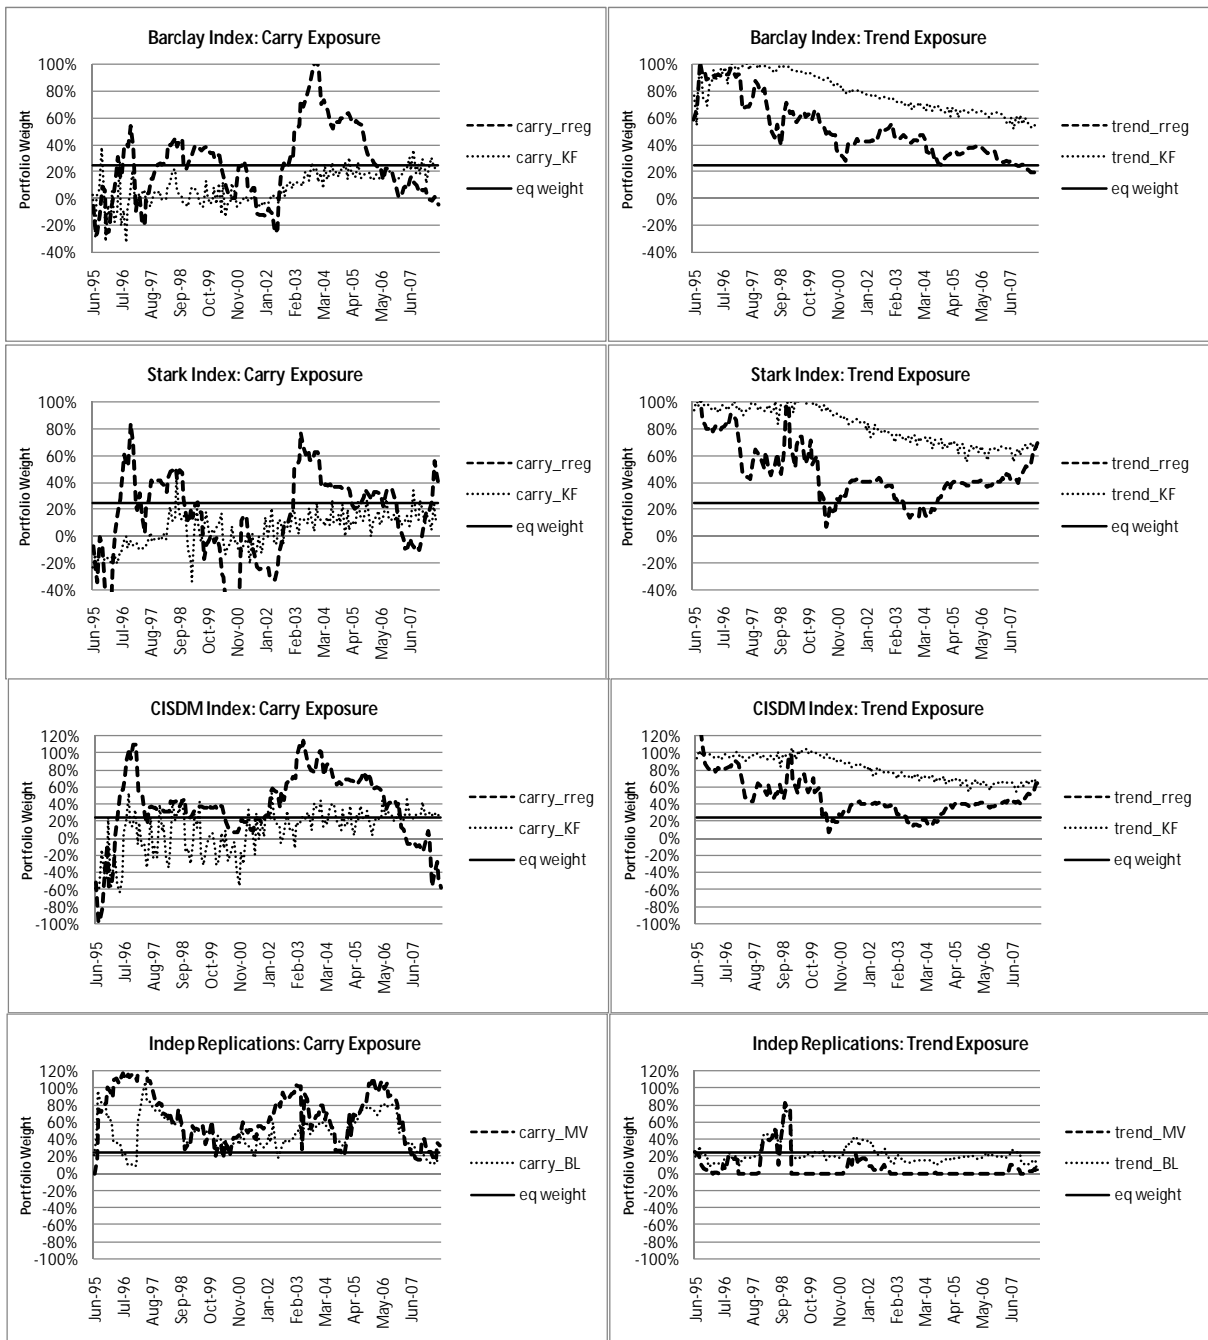 Barclay Index: Carry Exposure
Portfolio Weight
100%
80%
60%
40%
20%
0%
-20%
-40%
Jun-95
Jul-96
Aug-97
Sep-98
Oct-99
Nov-00
Jan-02
Feb-03
Mar-04
Apr-05
May-06
Jun-07
carry_rreg
carry_KF
eq weight
Barclay Index: Trend Exposure
Portfolio Weight
100%
80%
60%
40%
20%
0%
-20%
-40%
Jun-95
Jul-96
Aug-97
Sep-98
Oct-99
Nov-00
Jan-02
Feb-03
Mar-04
Apr-05
May-06
Jun-07
trend_rreg
trend_KF
eq weight
Stark Index: Carry Exposure
Portfolio Weight
100%
80%
60%
40%
20%
0%
-20%
-40%
Jun-95
Jul-96
Aug-97
Sep-98
Oct-99
Nov-00
Jan-02
Feb-03
Mar-04
Apr-05
May-06
Jun-07
carry_rreg
carry_KF
eq weight
Stark Index: Trend Exposure
Portfolio Weight
100%
80%
60%
40%
20%
0%
-20%
-40%
Jun-95
Jul-96
Aug-97
Sep-98
Oct-99
Nov-00
Jan-02
Feb-03
Mar-04
Apr-05
May-06
Jun-07
trend_rreg
trend_KF
eq weight
CISDM Index: Carry Exposure
Portfolio Weight
120%
100%
80%
60%
40%
20%
0%
-20%
-40%
-60%
-80%
-100%
Jun-95
Jul-96
Aug-97
Sep-98
Oct-99
Nov-00
Jan-02
Feb-03
Mar-04
Apr-05
May-06
Jun-07
carry_rreg
carry_KF
eq weight
CISDM Index: Trend Exposure
Portfolio Weight
120%
100%
80%
60%
40%
20%
0%
-20%
-40%
-60%
-80%
-100%
Jun-95
Jul-96
Aug-97
Sep-98
Oct-99
Nov-00
Jan-02
Feb-03
Mar-04
Apr-05
May-06
Jun-07
trend_rreg
trend_KF
eq weight
Indep Replications: Carry Exposure
Portfolio Weight
120%
100%
80%
60%
40%
20%
0%
-20%
-40%
-60%
-80%
-100%
Jun-95
Jul-96
Aug-97
Sep-98
Oct-99
Nov-00
Jan-02
Feb-03
Mar-04
Apr-05
May-06
Jun-07
carry_MV
carry_BL
eq weight
Indep Replications: Trend Exposure
Portfolio Weight
120%
100%
80%
60%
40%
20%
0%
-20%
-40%
-60%
-80%
-100%
Jun-95
Jul-96
Aug-97
Sep-98
Oct-99
Nov-00
Jan-02
Feb-03
Mar-04
Apr-05
May-06
Jun-07
trend_MV
trend_BL
eq weight